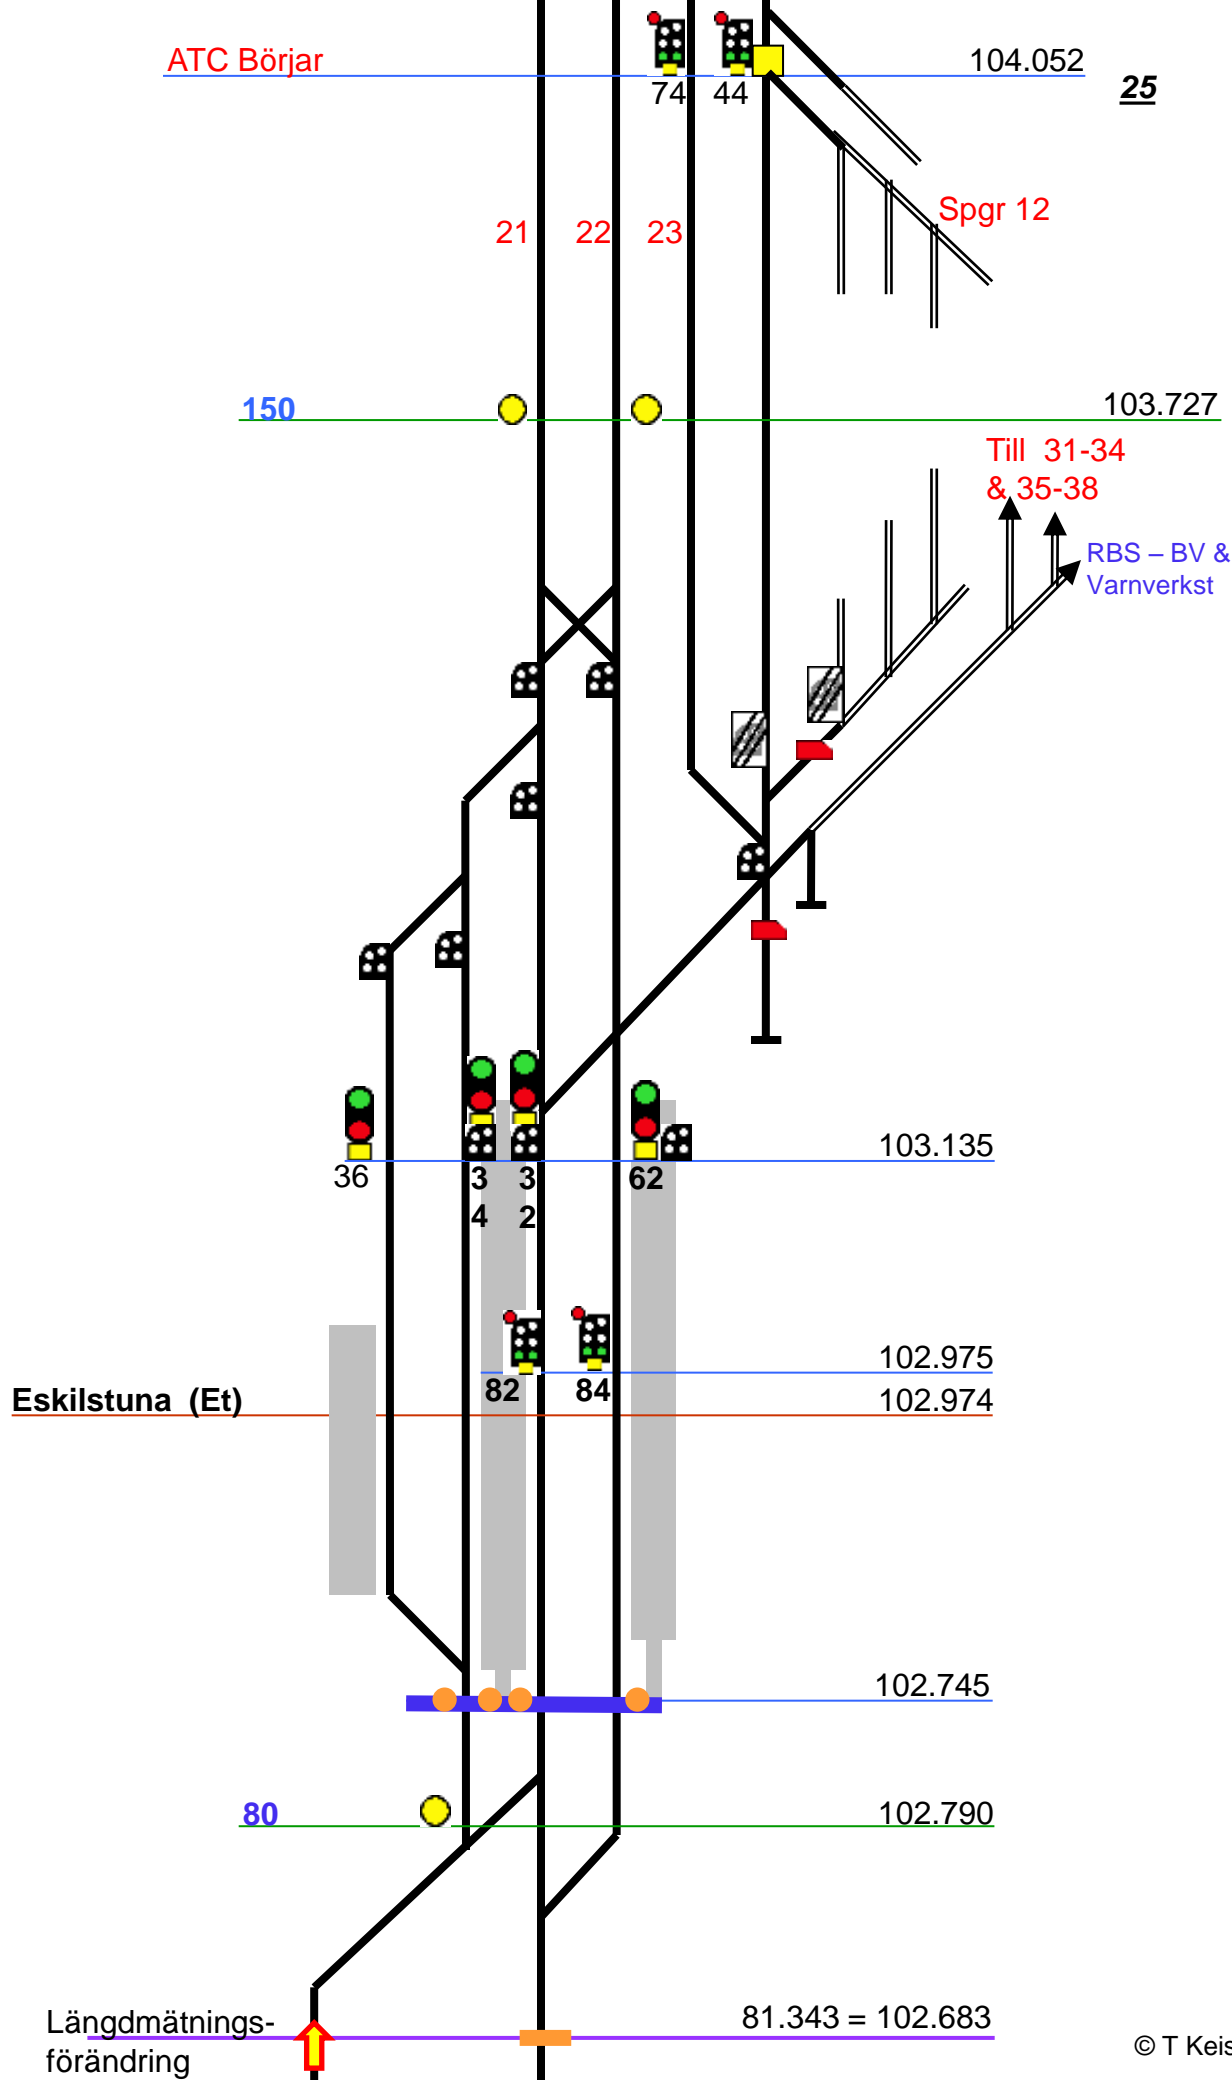 ATC Börjar
104.052
74
44
25
Spgr 12
21
22
23
150
103.727
Till 31-34
& 35-38
RBS – BV &
Varnverkst
103.135
36
3
4
3
2
62
102.975
82
84
Eskilstuna (Et)
102.974
102.745
80
102.790
Längdmätnings-
förändring
81.343 = 102.683
© T Keis